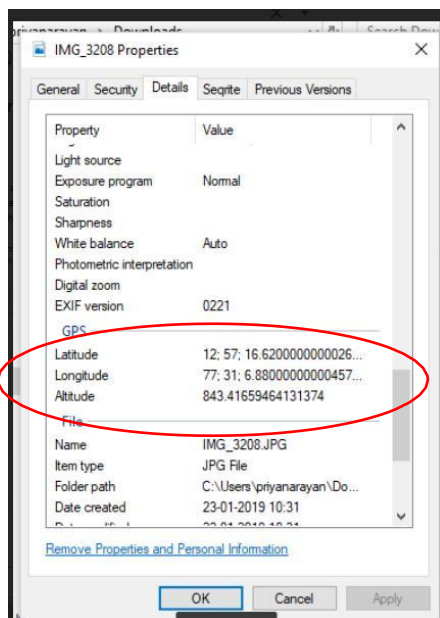 priyanarayan > Downloads Search Dow
IMG_3208 Properties
General Security Details Seqrite Previous Versions
Property Value
Light source
Exposure program Normal
Saturation
Sharpness
White balance Auto
Photometric interpretation
Digital zoom
EXIF version 0221
GPS
Latitude 12; 57; 16.6200000000026...
Longitude 77; 31; 6.88000000000457...
Altitude 843.41659464131374
File
Name IMG_3208.JPG
Item type JPG File
Folder path C:\Users\priyanarayan\Do...
Date created 23-01-2019 10:31
Remove Properties and Personal Information
OK Cancel Apply